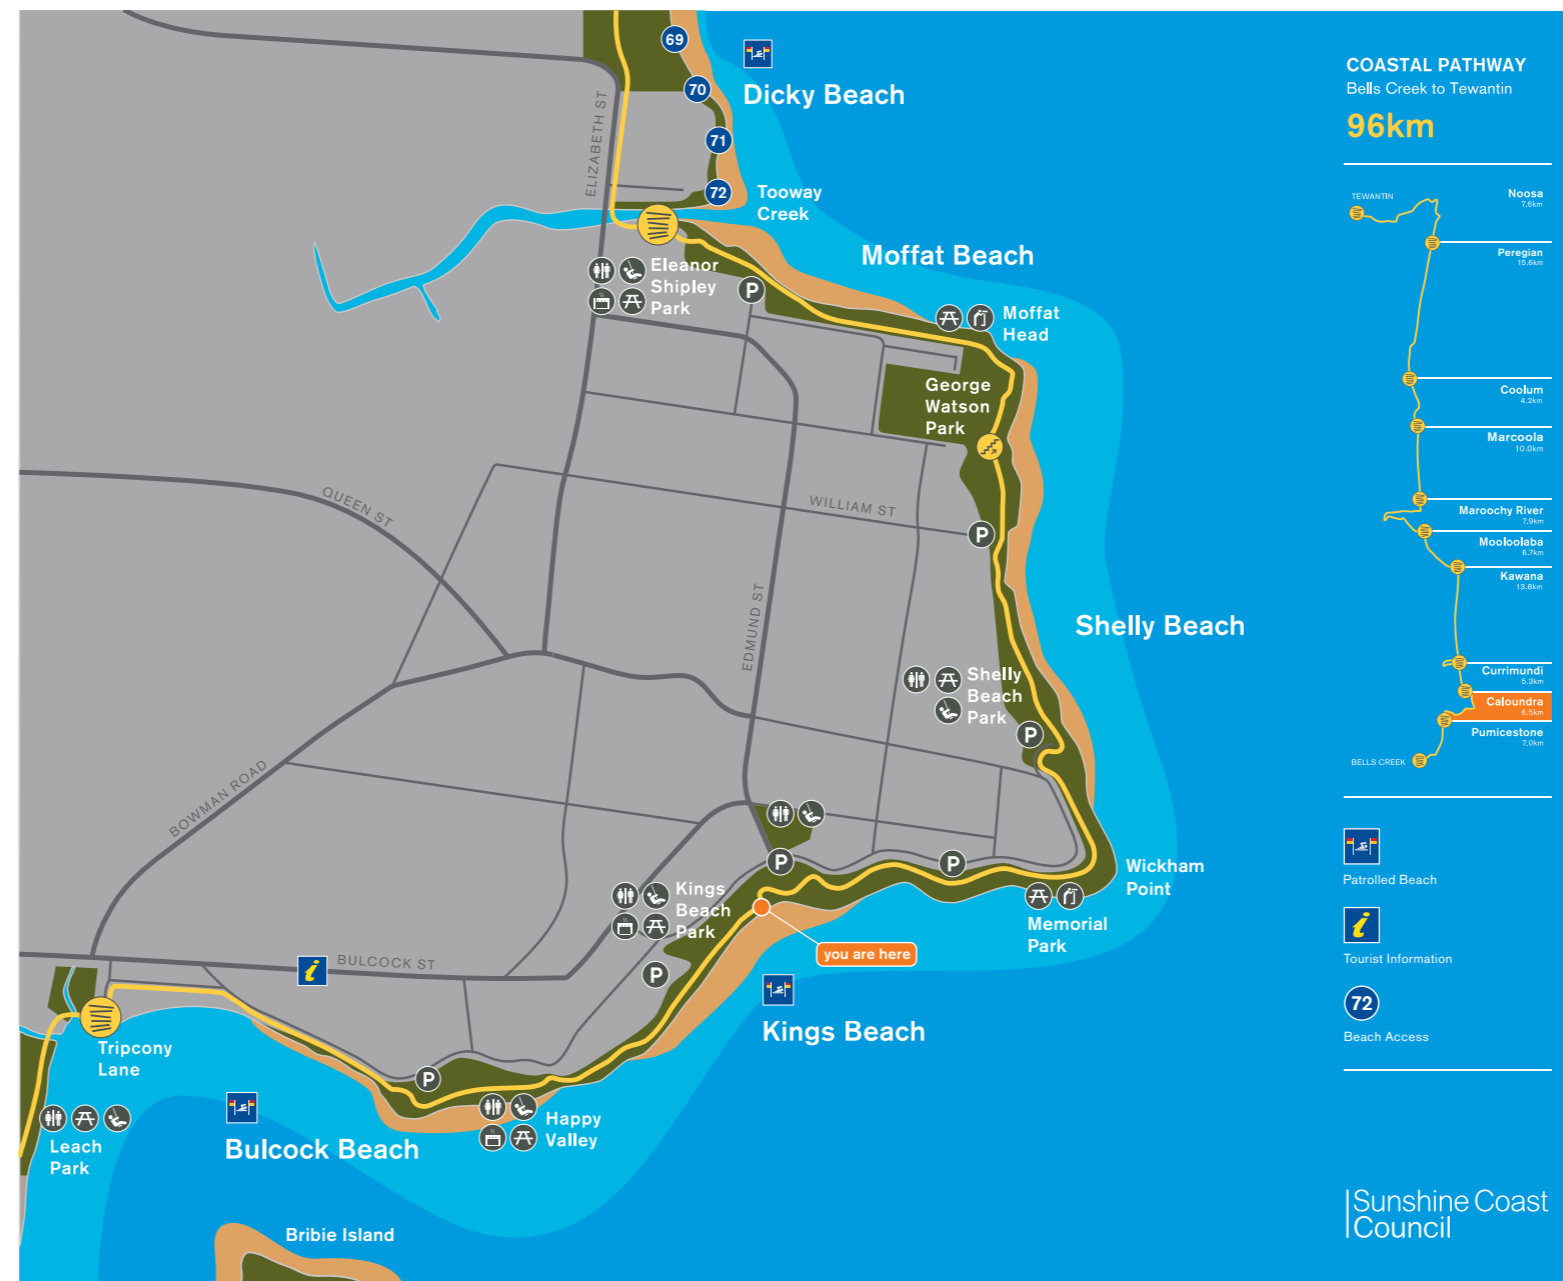 COASTAL PATHWAY
Bells Creek to Tewantin
96km
TEWANTIN
Noosa
7.6km
Peregian
15.6km
Coolum
4.2km
Marcoola
10.0km
Maroochy River
7.9km
Mooloolaba
6.7km
Kawana
13.8km
Currimundi
5.3km
Caloundra
6.5km
Pumicestone
7.0km
BELLS CREEK
Patrolled Beach
i
Tourist Information
72
Beach Access
Sunshine Coast
Council
69
70
71
72
Dicky Beach
ELIZABETH ST
Tooway
Creek
Moffat Beach
Eleanor
Shipley
Park
P
Moffat
Head
George
Watson
Park
QUEEN ST
WILLIAM ST
P
EDMUND ST
Shelly Beach
Shelly
Beach
Park
P
BOWMAN ROAD
P
P
Wickham
Point
Kings
Beach
Park
Memorial
Park
you are here
BULCOCK ST
i
P
Kings Beach
Tripcony
Lane
P
Happy
Valley
Leach
Park
Bulcock Beach
Bribie Island